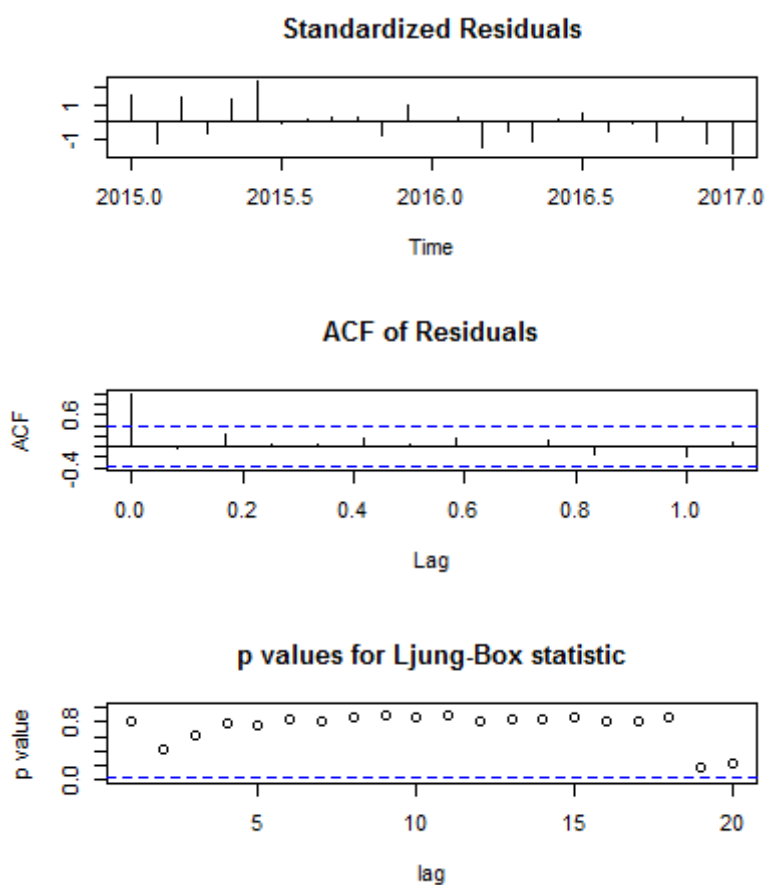 Standardized Residuals
1
-1
2015.0 2015.5 2016.0 2016.5 2017.0
Time
ACF of Residuals
ACF
0.6
-0.4
0.0 0.2 0.4 0.6 0.8 1.0
Lag
p values for Ljung-Box statistic
p value
0.8
0.0
5 10 15 20
lag